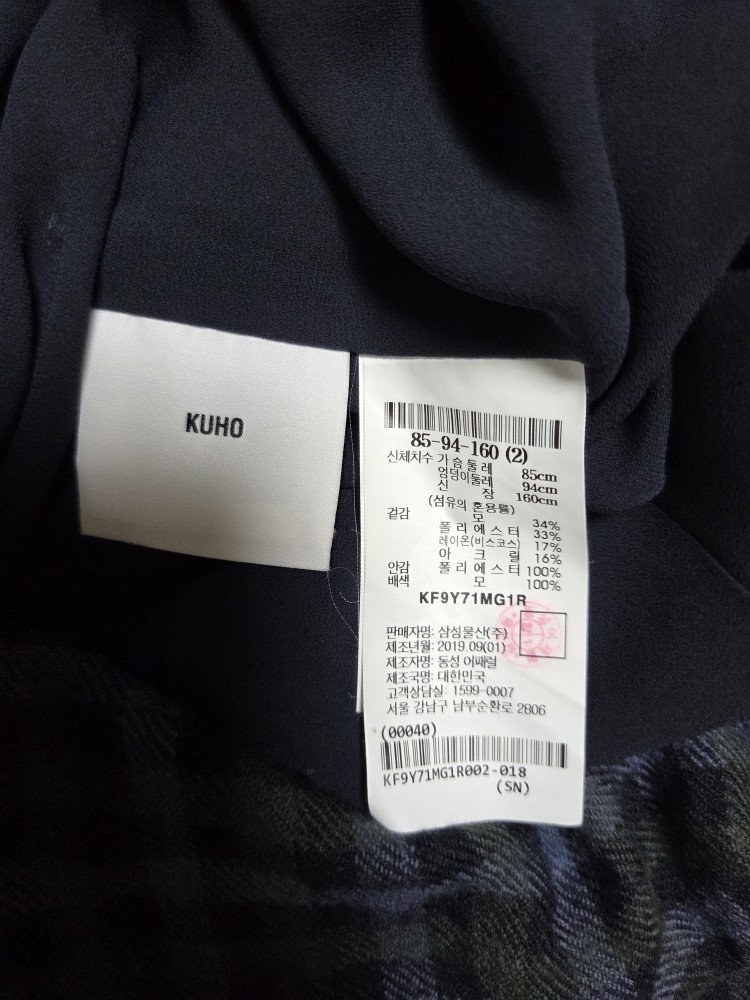 KUHO
85-94-160 (2)
신체치수 가 슴 둘 레 85cm
엉덩이둘레 94cm
신 장 160cm
(섬유의 혼용률)
겉감 모 34%
폴 리 에 스 터 33%
레이온(비스코스) 17%
아 크 릴 16%
안감 폴 리 에 스 터 100%
배색 모 100%
KF9Y71MG1R
판매자명: 삼성물산(주)
제조년월: 2019.09(01)
제조자명: 동성 어패럴
제조국명: 대한민국
고객상담실: 1599-0007
서울 강남구 남부순환로 2806
(00040)
KF9Y71MG1R002-018
(SN)